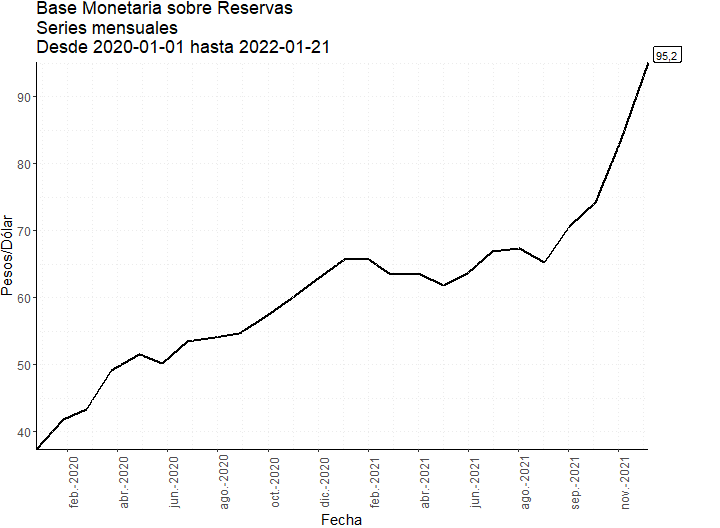 Base Monetaria sobre Reservas
Series mensuales
Desde 2020-01-01 hasta 2022-01-21
95,2
90
80
70
60
50
40
Pesos/Dólar
feb.-2020
abr.-2020
jun.-2020
ago.-2020
oct.-2020
dic.-2020
feb.-2021
abr.-2021
jun.-2021
ago.-2021
sep.-2021
nov.-2021
Fecha